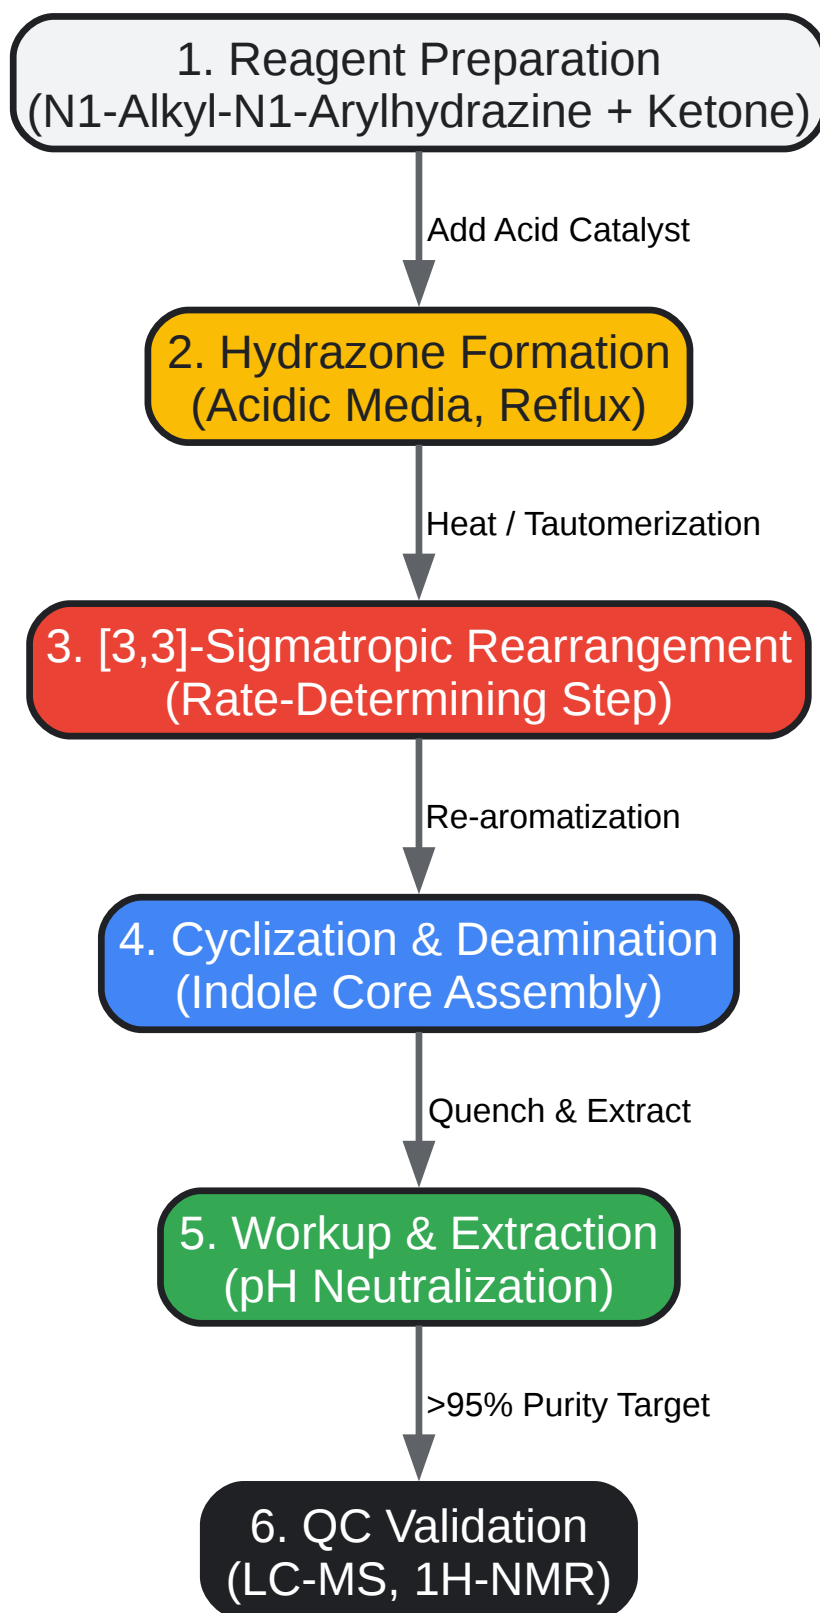 1. Reagent Preparation
(N1-Alkyl-N1-Arylhydrazine + Ketone)
Add Acid Catalyst
2. Hydrazone Formation
(Acidic Media, Reflux)
Heat / Tautomerization
3. [3,3]-Sigmatropic Rearrangement
(Rate-Determining Step)
Re-aromatization
4. Cyclization & Deamination
(Indole Core Assembly)
Quench & Extract
5. Workup & Extraction
(pH Neutralization)
>95% Purity Target
6. QC Validation
(LC-MS, 1H-NMR)